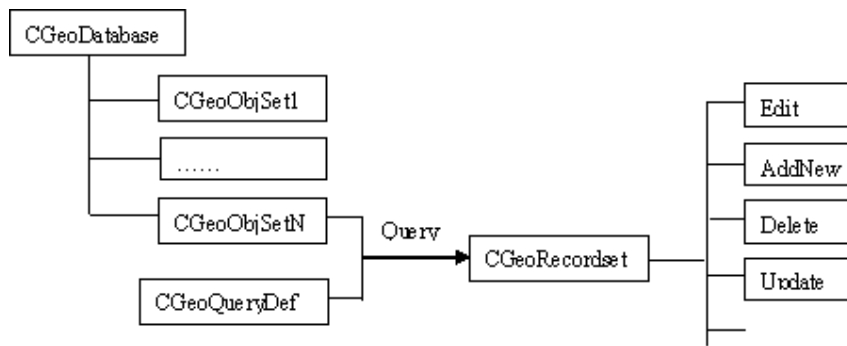 CGeoDatabase
CGeoObjSet1
......
CGeoObjSetN
CGeoQueryDef
Query
CGeoRecordset
Edit
AddNew
Delete
Update